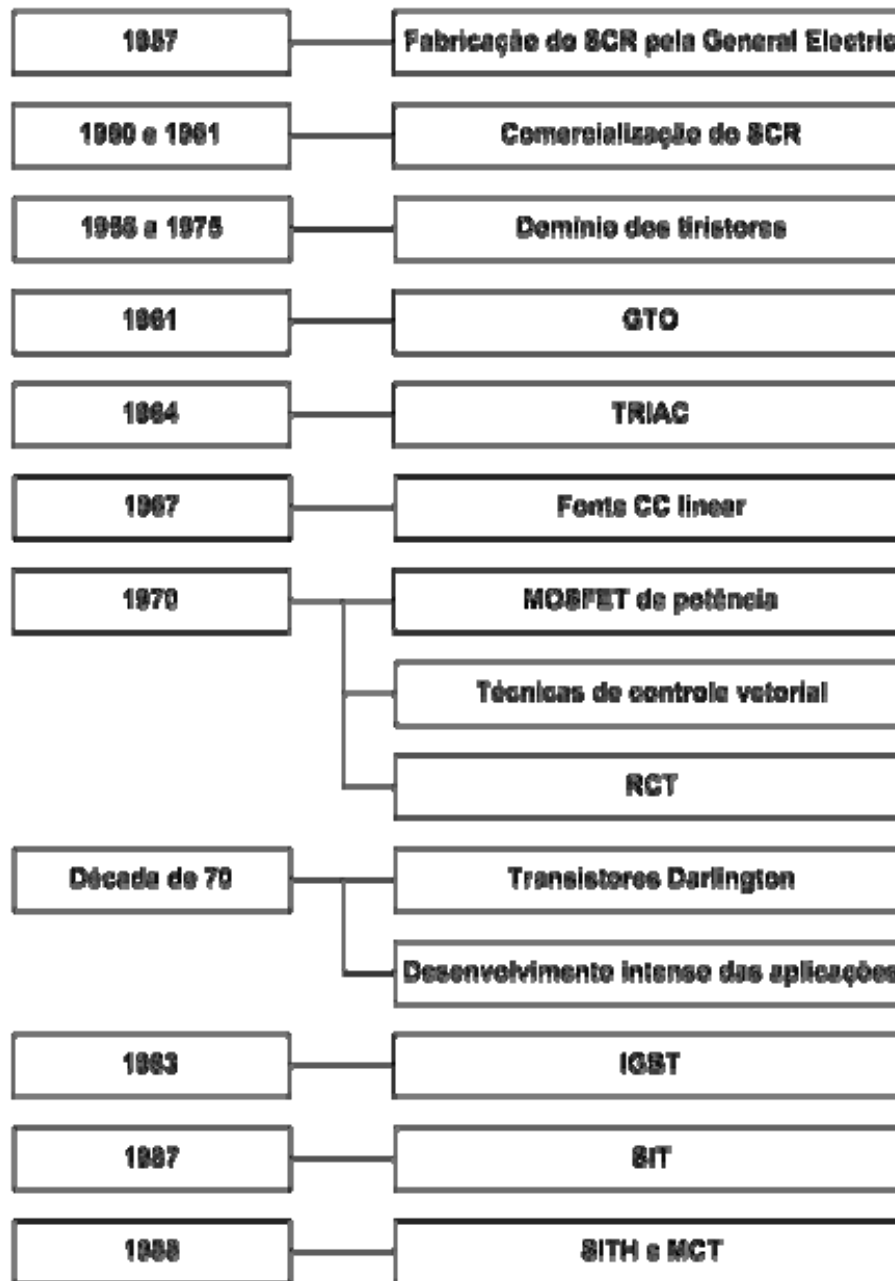 1957
Fabricação do SCR pela General Electric
1960 e 1961
Comercialização do SCR
1958 a 1975
Domínio dos tiristores
1961
GTO
1964
TRIAC
1967
Fonte CC linear
1970
MOSFET de potência
Técnicas de controle vetorial
RCT
Década de 70
Transistores Darlington
Desenvolvimento intenso das aplicações
1983
IGBT
1987
SIT
1988
SITH e MCT